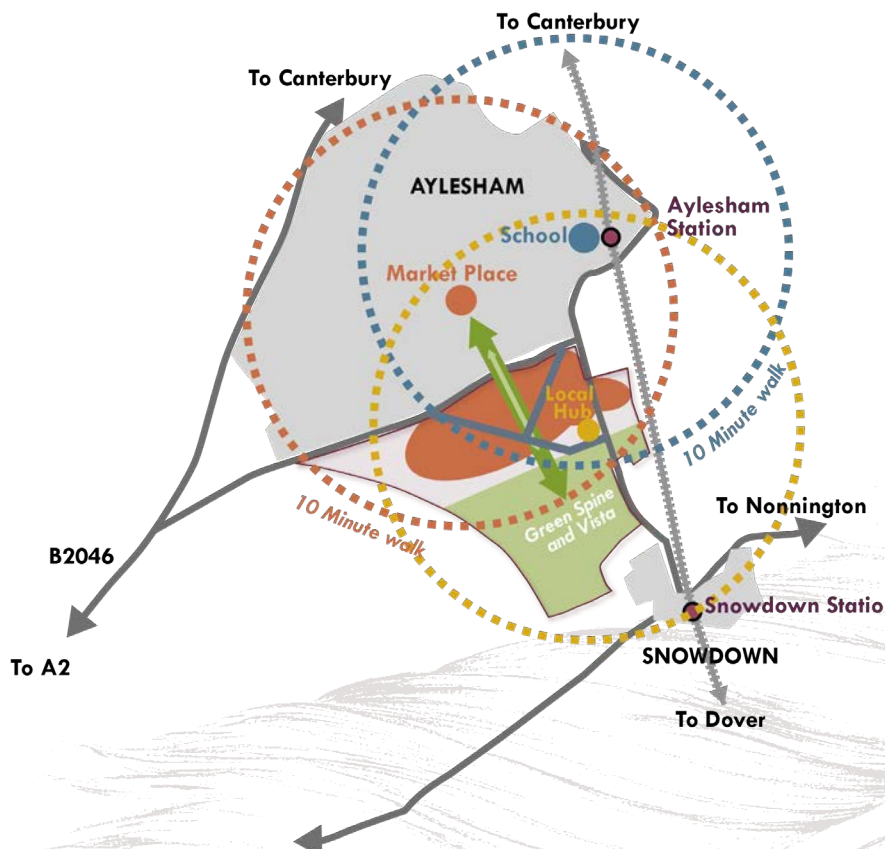 To Canterbury
To Canterbury
AYLESHAM
Aylesham
Station
School
Market Place
Local
Hub
10 Minute walk
10 Minute walk
Green Spine
and Vista
To Nonnington
B2046
Snowdown Statio
SNOWDOWN
To A2
To Dover